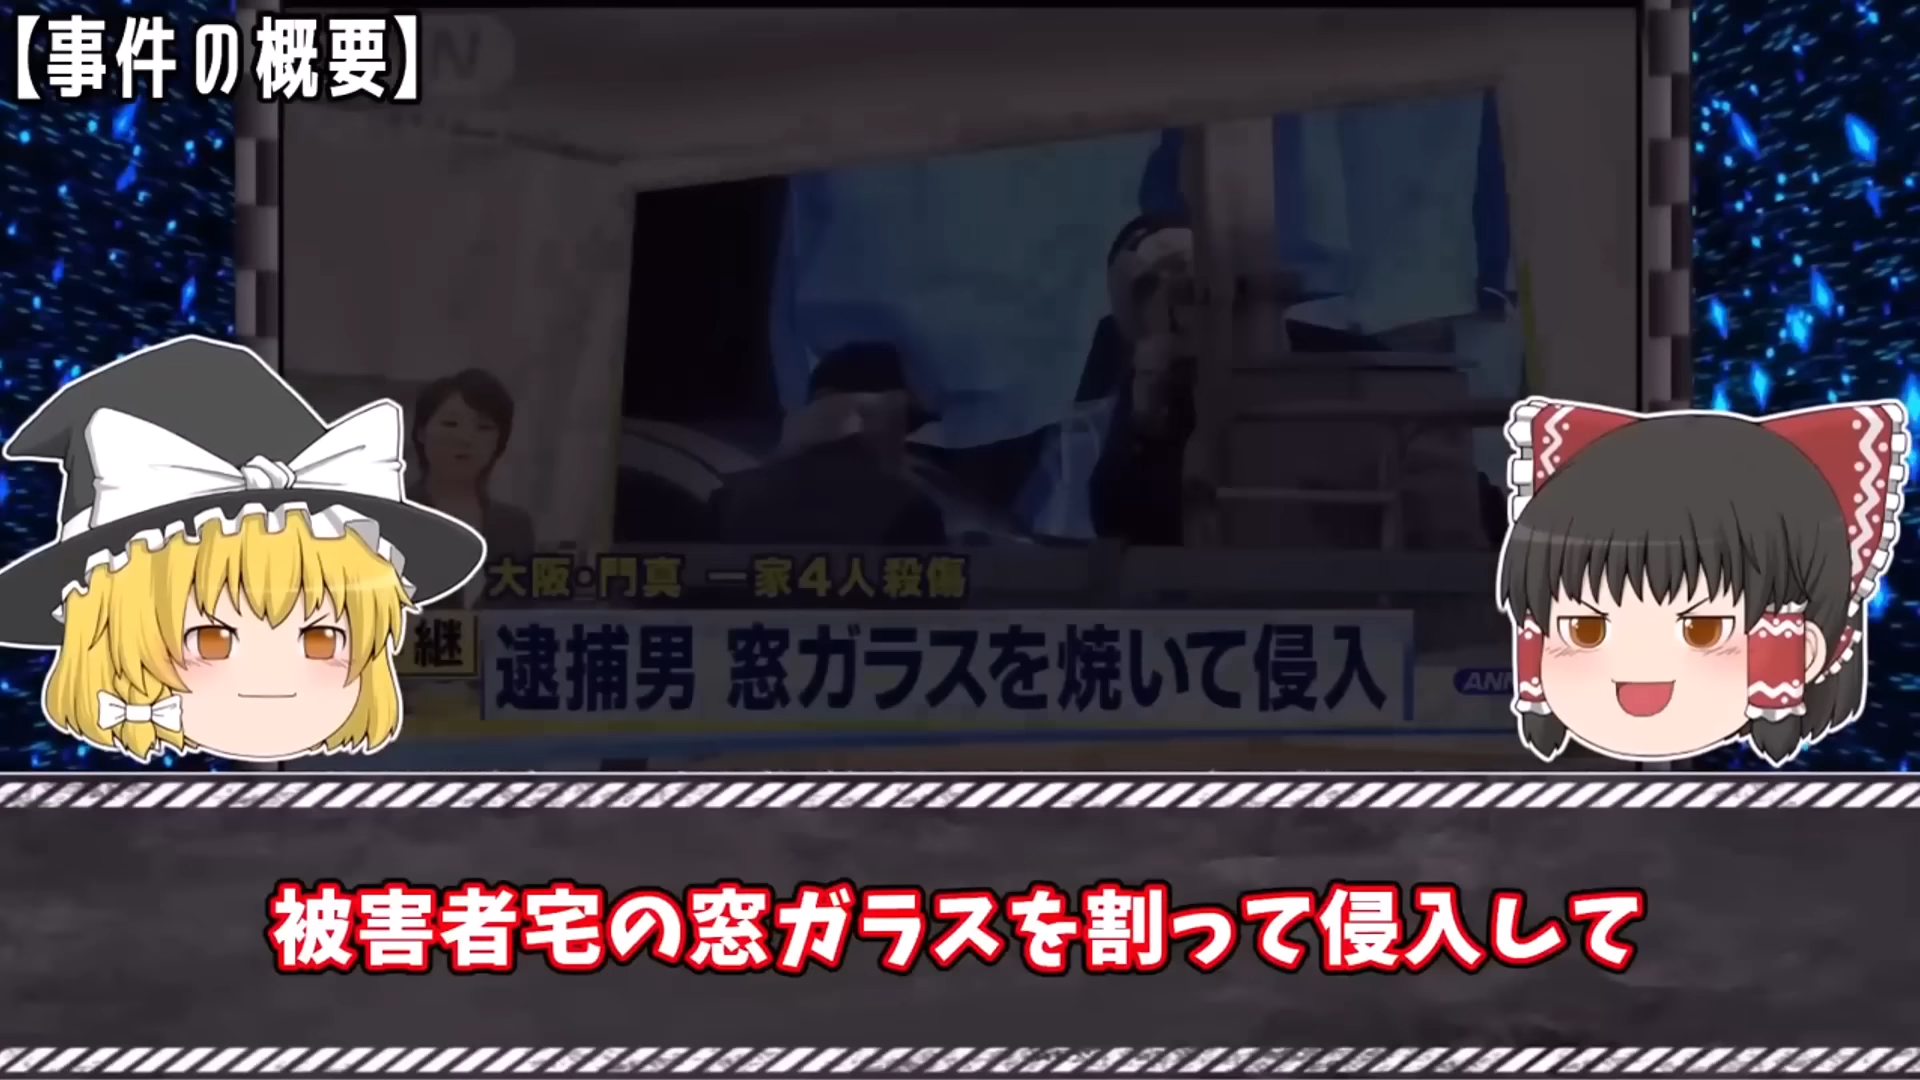 【事件の概要】
大阪・門真 一家4人殺傷
継
逮捕男 窓ガラスを焼いて侵入
ANN
被害者宅の窓ガラスを割って侵入して